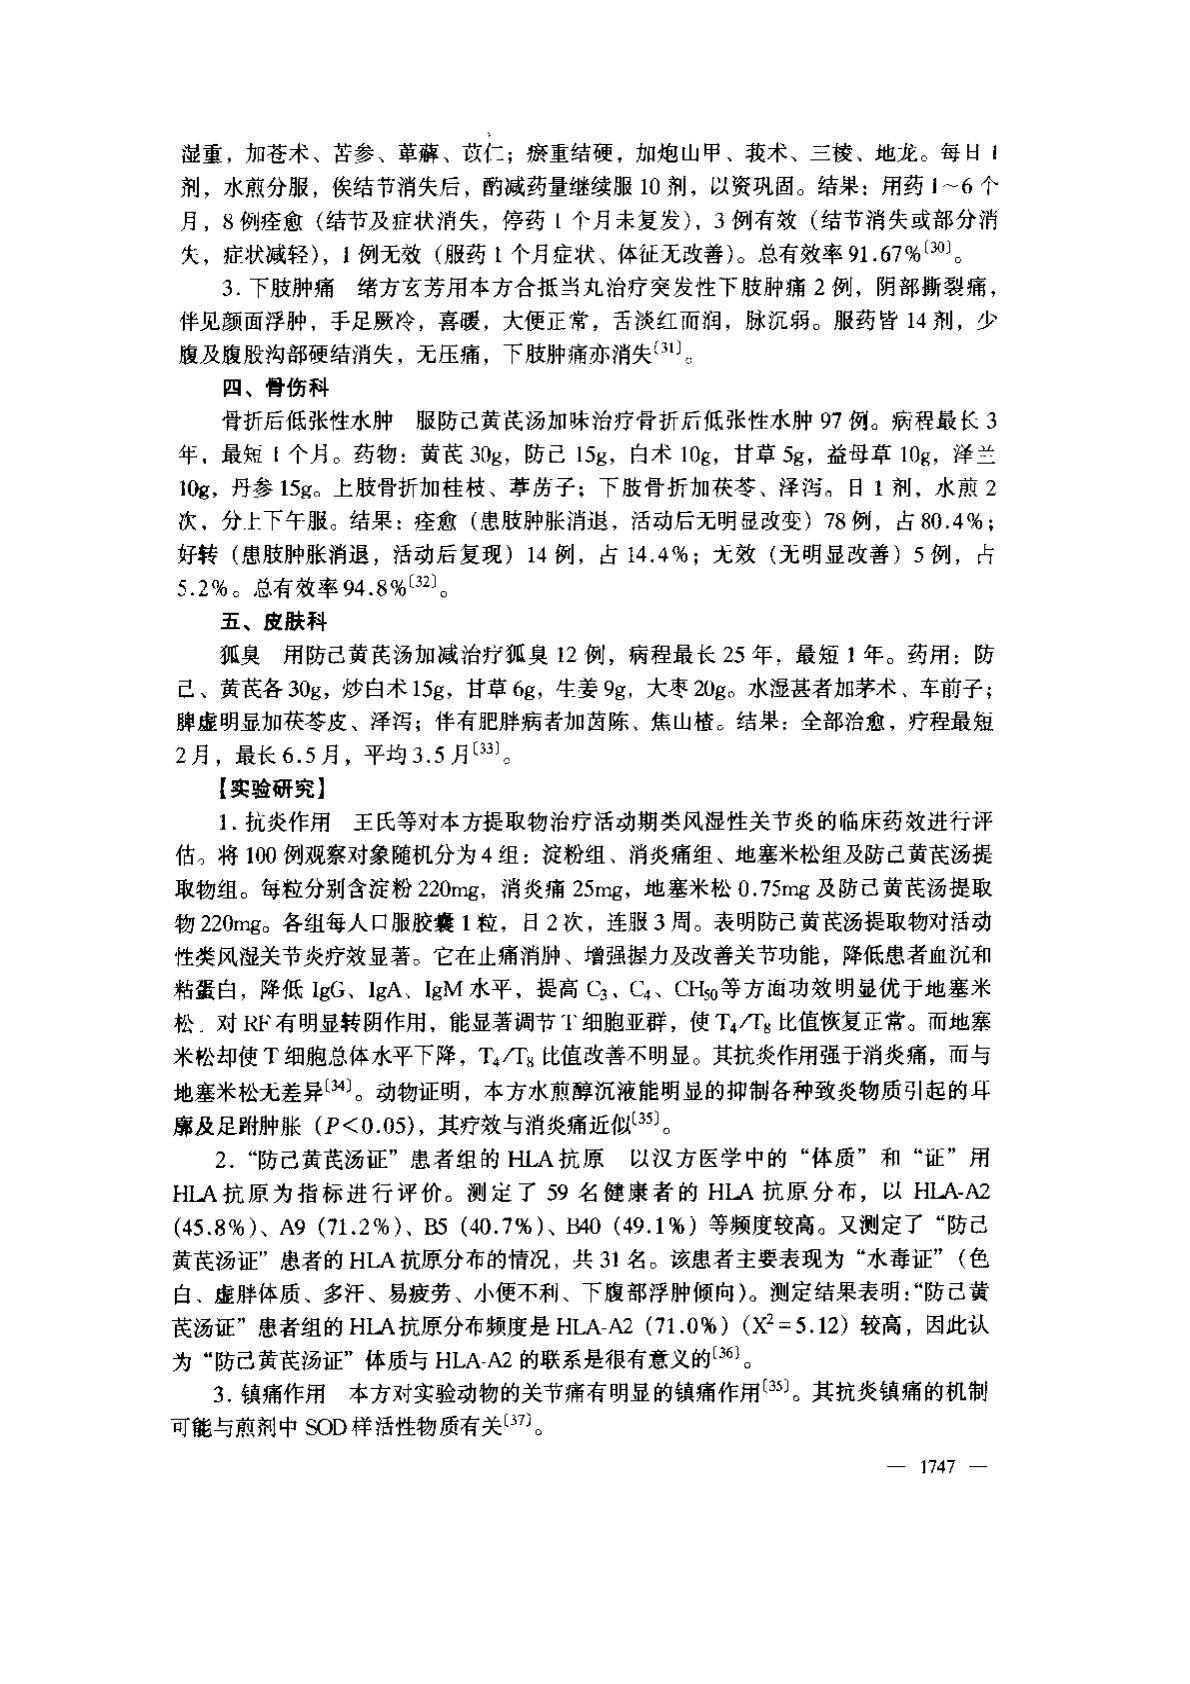 湿重，加苍术、苦参、萆薢、苡仁；瘀重结硬，加炮山甲、莪术、三棱、地龙。每日1
剂，水煎分服，俟结节消失后，酌减药量继续服10剂，以资巩固。结果：用药1～6个
月，8例痊愈（结节及症状消失，停药1个月未复发），3例有效（结节消失或部分消
失，症状减轻），1例无效（服药1个月症状、体征无改善）。总有效率91.67%〔30〕。
3．下肢肿痛　绪方玄芳用本方合抵当丸治疗突发性下肢肿痛2例，阴部撕裂痛，
伴见颜面浮肿，手足厥冷，喜暖，大便正常，舌淡红而润，脉沉弱。服药皆14剂，少
腹及腹股沟部硬结消失，无压痛，下肢肿痛亦消失〔31〕。
四、骨伤科
骨折后低张性水肿　服防己黄芪汤加味治疗骨折后低张性水肿97例。病程最长3
年，最短1个月。药物：黄芪30g，防己15g，白术10g，甘草5g，益母草10g，泽兰
10g，丹参15g。上肢骨折加桂枝、葶苈子；下肢骨折加茯苓、泽泻。日1剂，水煎2
次，分上下午服。结果：痊愈（患肢肿胀消退，活动后无明显改变）78例，占80.4%；
好转（患肢肿胀消退，活动后复现）14例，占14.4%；无效（无明显改善）5例，占
5.2%。总有效率94.8%〔32〕。
五、皮肤科
狐臭　用防己黄芪汤加减治疗狐臭12例，病程最长25年，最短1年。药用：防
己、黄芪各30g，炒白术15g，甘草6g，生姜9g，大枣20g。水湿甚者加茅术、车前子；
脾虚明显加茯苓皮、泽泻；伴有肥胖病者加茵陈、焦山楂。结果：全部治愈，疗程最短
2月，最长6.5月，平均3.5月〔33〕。
【实验研究】
1．抗炎作用　王氏等对本方提取物治疗活动期类风湿性关节炎的临床药效进行评
估。将100例观察对象随机分为4组：淀粉组、消炎痛组、地塞米松组及防己黄芪汤提
取物组。每粒分别含淀粉220mg，消炎痛25mg，地塞米松0.75mg及防己黄芪汤提取
物220mg。各组每人口服胶囊1粒，日2次，连服3周。表明防己黄芪汤提取物对活动
性类风湿关节炎疗效显著。它在止痛消肿、增强握力及改善关节功能，降低患者血沉和
粘蛋白，降低IgG、IgA、IgM水平，提高C₃、C₄、CH₅₀等方面功效明显优于地塞米
松．对RF有明显转阴作用，能显著调节T细胞亚群，使T₄/T₈比值恢复正常。而地塞
米松却使T细胞总体水平下降，T₄/T₈比值改善不明显。其抗炎作用强于消炎痛，而与
地塞米松无差异〔34〕。动物证明，本方水煎醇沉液能明显的抑制各种致炎物质引起的耳
廓及足跗肿胀（P<0.05），其疗效与消炎痛近似〔35〕。
2．“防己黄芪汤证”患者组的HLA抗原　以汉方医学中的“体质”和“证”用
HLA抗原为指标进行评价。测定了59名健康者的HLA抗原分布，以HLA-A2
(45.8%)、A9（71.2%）、B5（40.7%）、B40（49.1%）等频度较高。又测定了“防己
黄芪汤证”患者的HLA抗原分布的情况，共31名。该患者主要表现为“水毒证”（色
白、虚胖体质、多汗、易疲劳、小便不利、下腹部浮肿倾向）。测定结果表明：“防己黄
芪汤证”患者组的HLA抗原分布频度是HLA-A2（71.0%）（X²=5.12）较高，因此认
为“防己黄芪汤证”体质与HLA-A2的联系是很有意义的〔36〕。
3．镇痛作用　本方对实验动物的关节痛有明显的镇痛作用〔35〕。其抗炎镇痛的机制
可能与煎剂中SOD样活性物质有关〔37〕。
— 1747 —